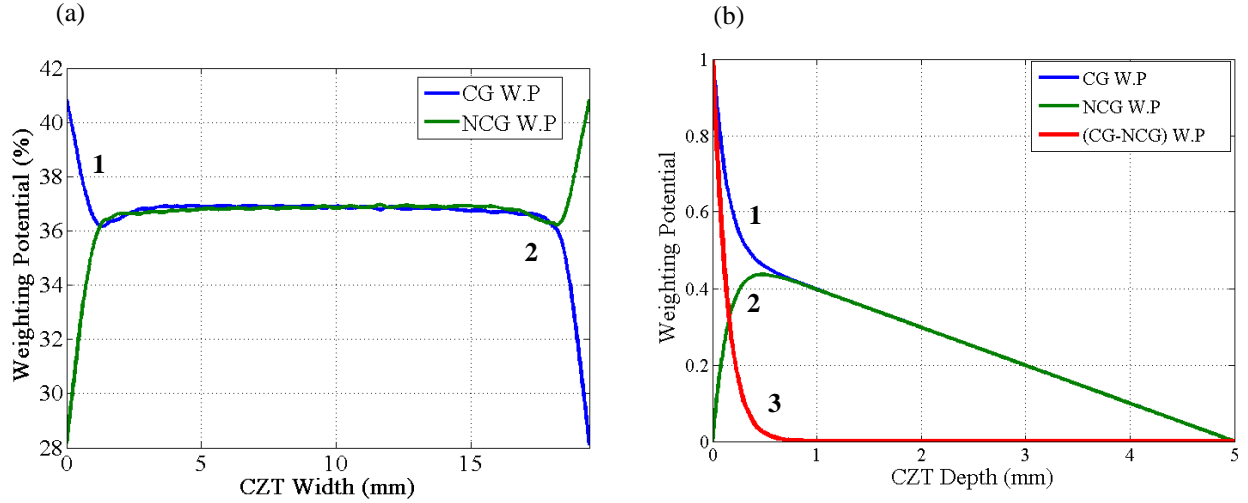 (a)
42
40
38
36
34
32
30
28
Weighting Potential (%)
CG W.P
NCG W.P
1
2
0
5
10
15
CZT Width (mm)
(b)
1
0.8
0.6
0.4
0.2
0
Weighting Potential
CG W.P
NCG W.P
(CG-NCG) W.P
1
2
3
0
1
2
3
4
5
CZT Depth (mm)